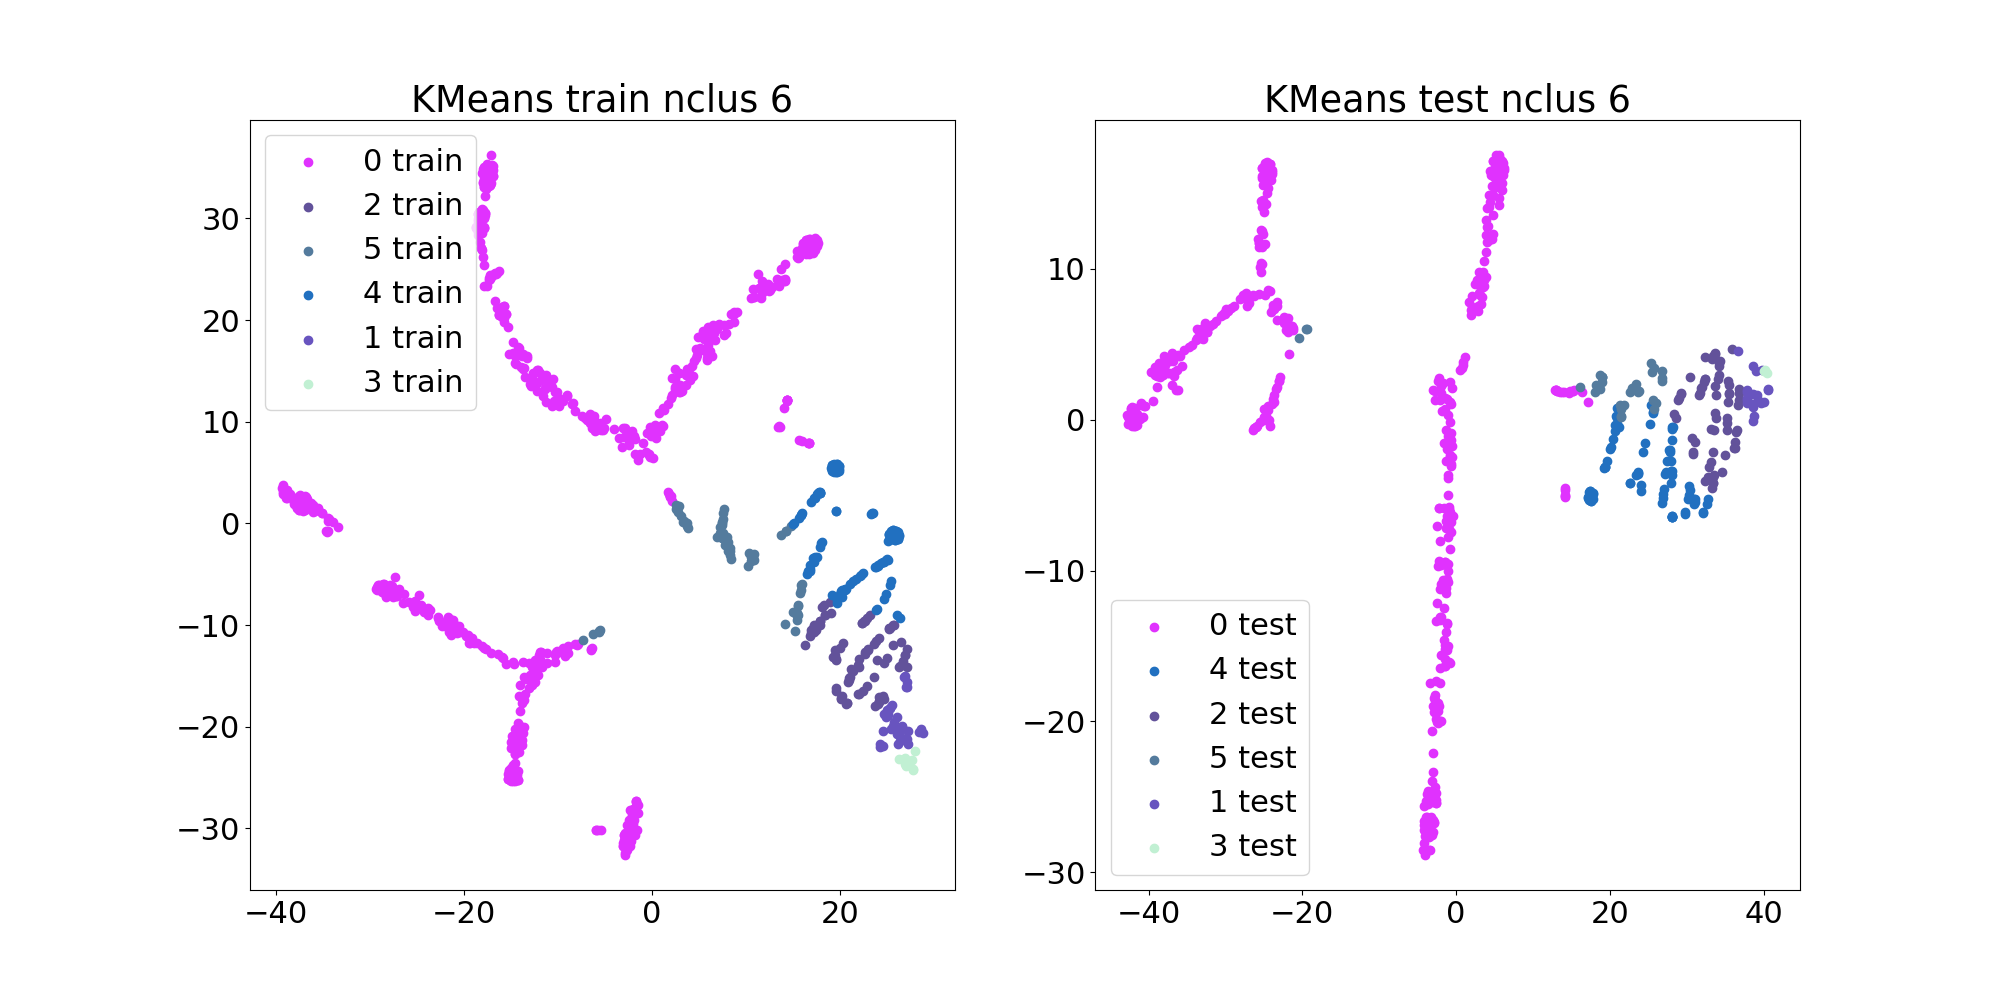 KMeans train nclus 6
0 train
2 train
5 train
4 train
1 train
3 train
30
20
10
0
−10
−20
−30
−40
−20
0
20
KMeans test nclus 6
10
0
−10
−20
−30
0 test
4 test
2 test
5 test
1 test
3 test
−40
−20
0
20
40